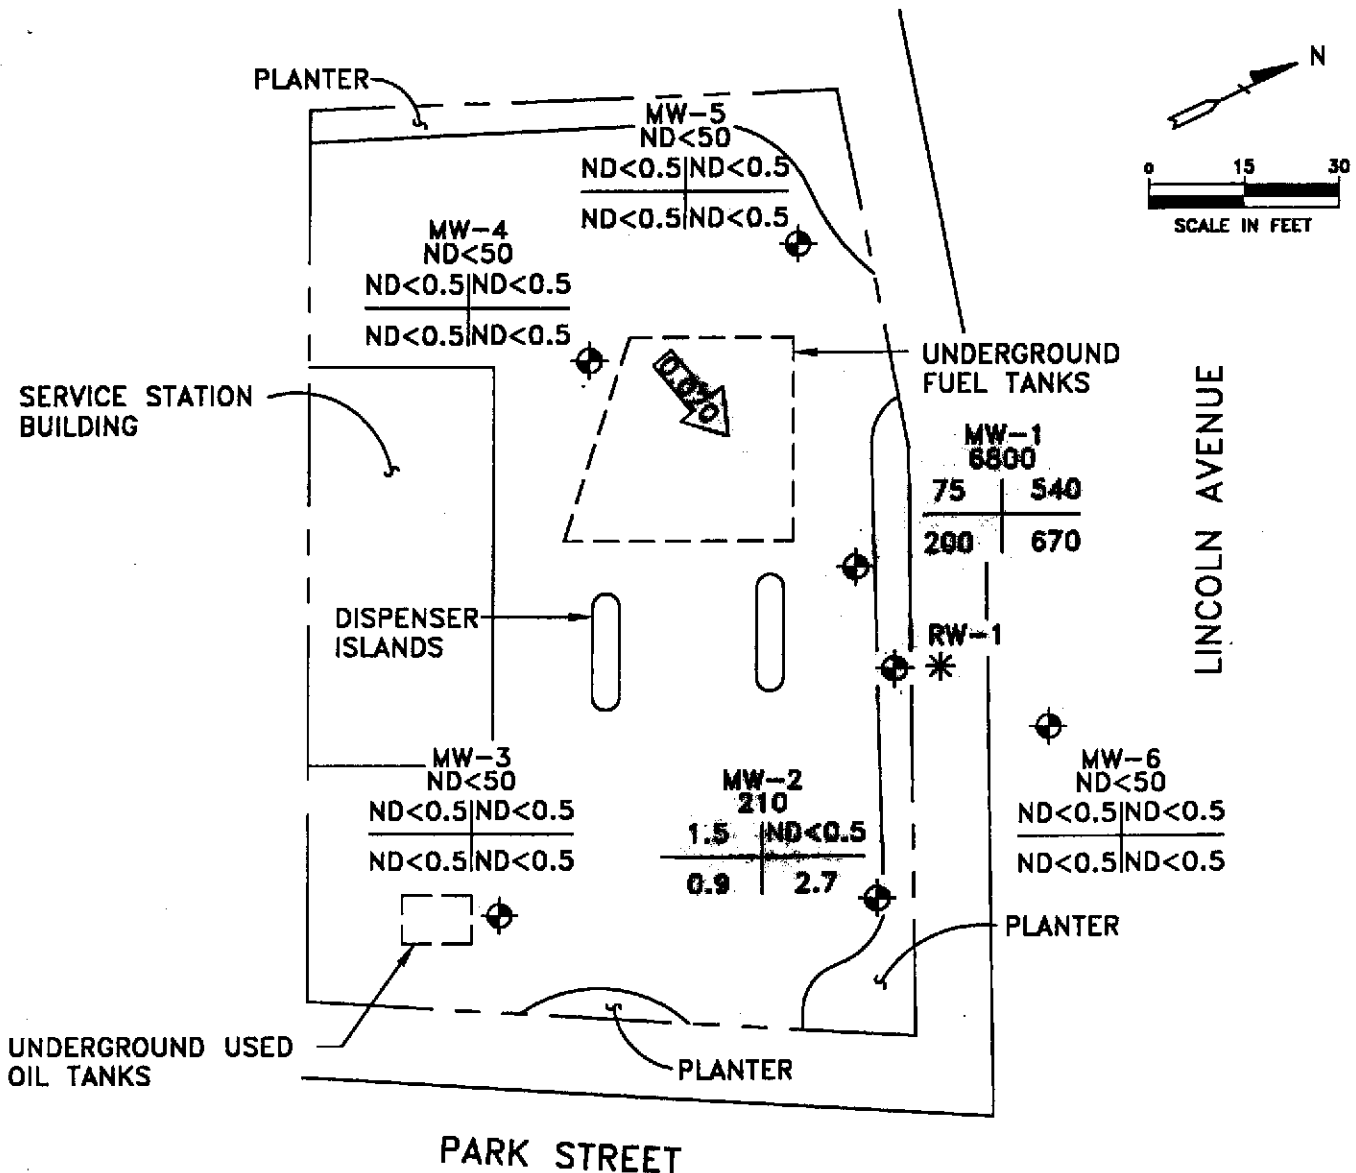 N
0 15 30
SCALE IN FEET
PLANTER
MW-5
ND<50
ND<0.5 ND<0.5
ND<0.5 ND<0.5
MW-4
ND<50
ND<0.5 ND<0.5
ND<0.5 ND<0.5
UNDERGROUND
FUEL TANKS
SERVICE STATION
BUILDING
MW-1
6800
75 540
200 670
LINCOLN AVENUE
DISPENSER
ISLANDS
RW-1
MW-3
ND<50
ND<0.5 ND<0.5
ND<0.5 ND<0.5
MW-2
210
1.5 ND<0.5
0.9 2.7
MW-6
ND<50
ND<0.5 ND<0.5
ND<0.5 ND<0.5
PLANTER
UNDERGROUND USED
OIL TANKS
PLANTER
PARK STREET